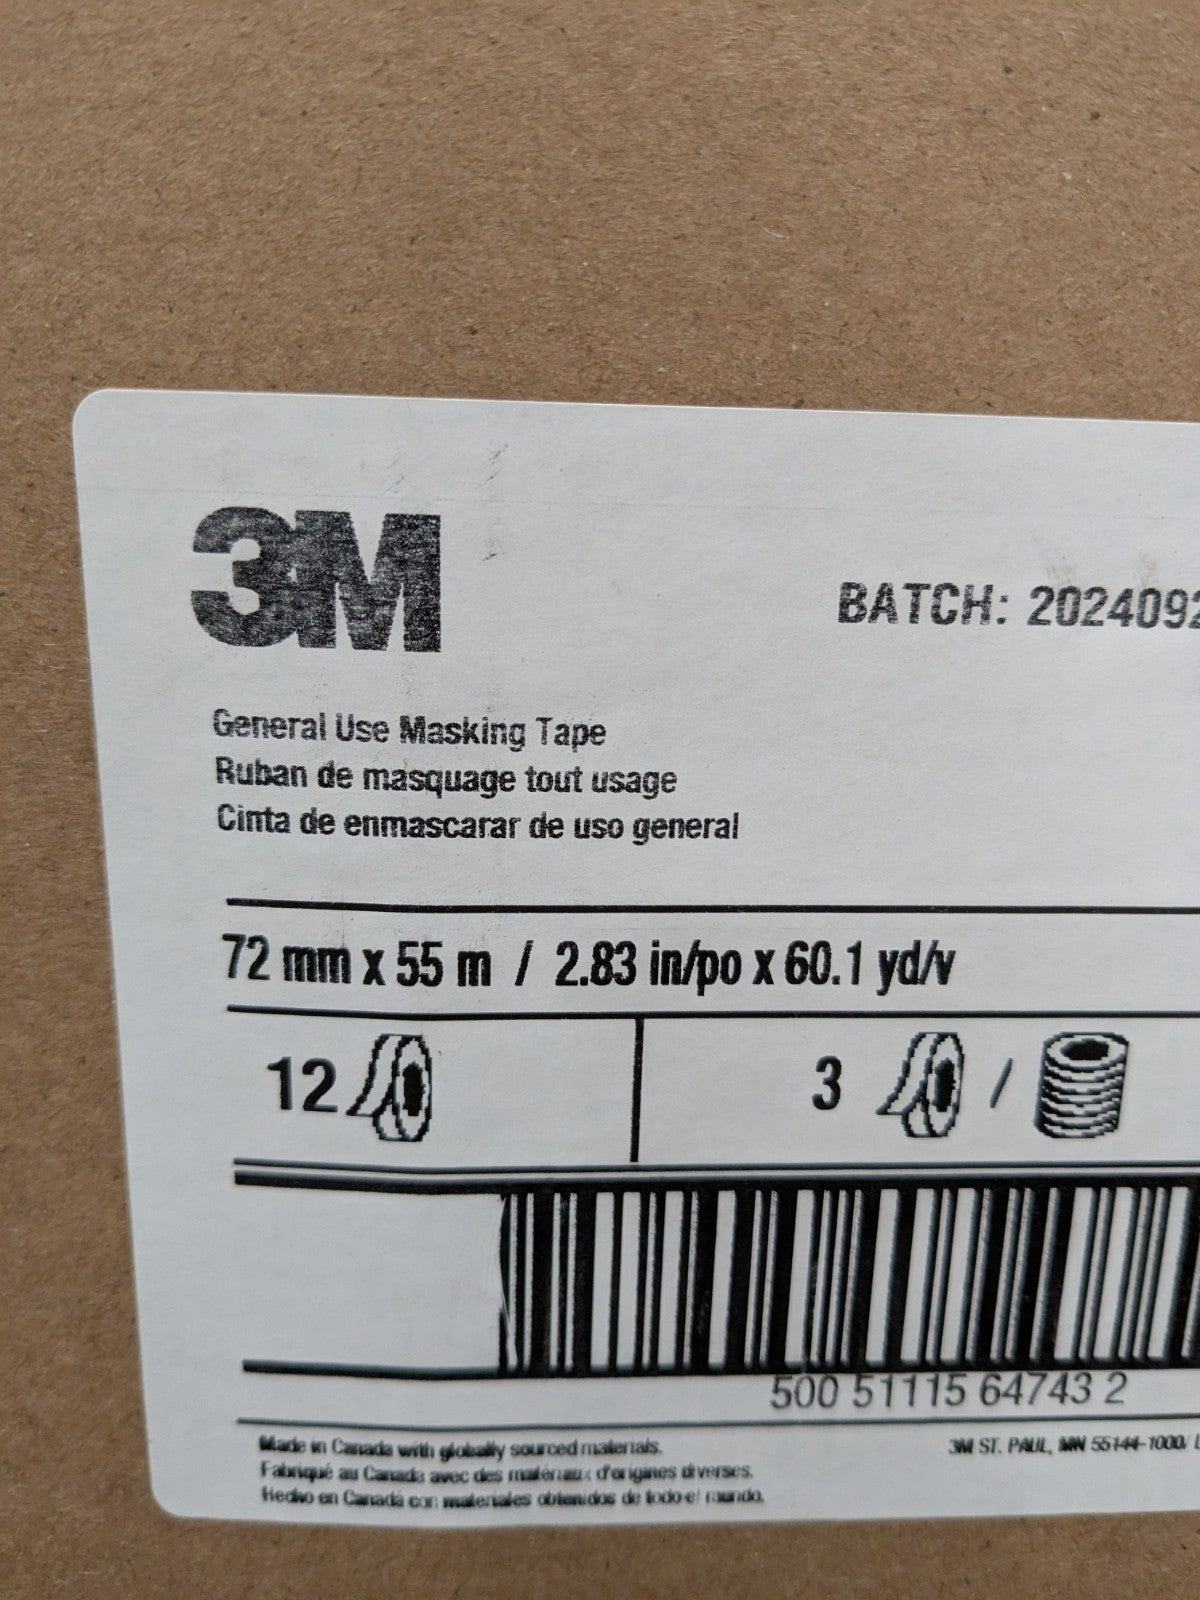 3M
BATCH: 202409
General Use Masking Tape
Ruban de masquage tout usage
Cinta de enmascarar de uso general
72 mm x 55 m / 2.83 in/po x 60.1 yd/v
12
3 /
500 51115 64743 2
Made in Canada with globally sourced materials.
3M ST. PAUL, MN 55144-1000/
Fabriqué au Canada avec des matériaux d'origines diverses.
Hecho en Canadá con materiales obtenidos de todo el mundo.